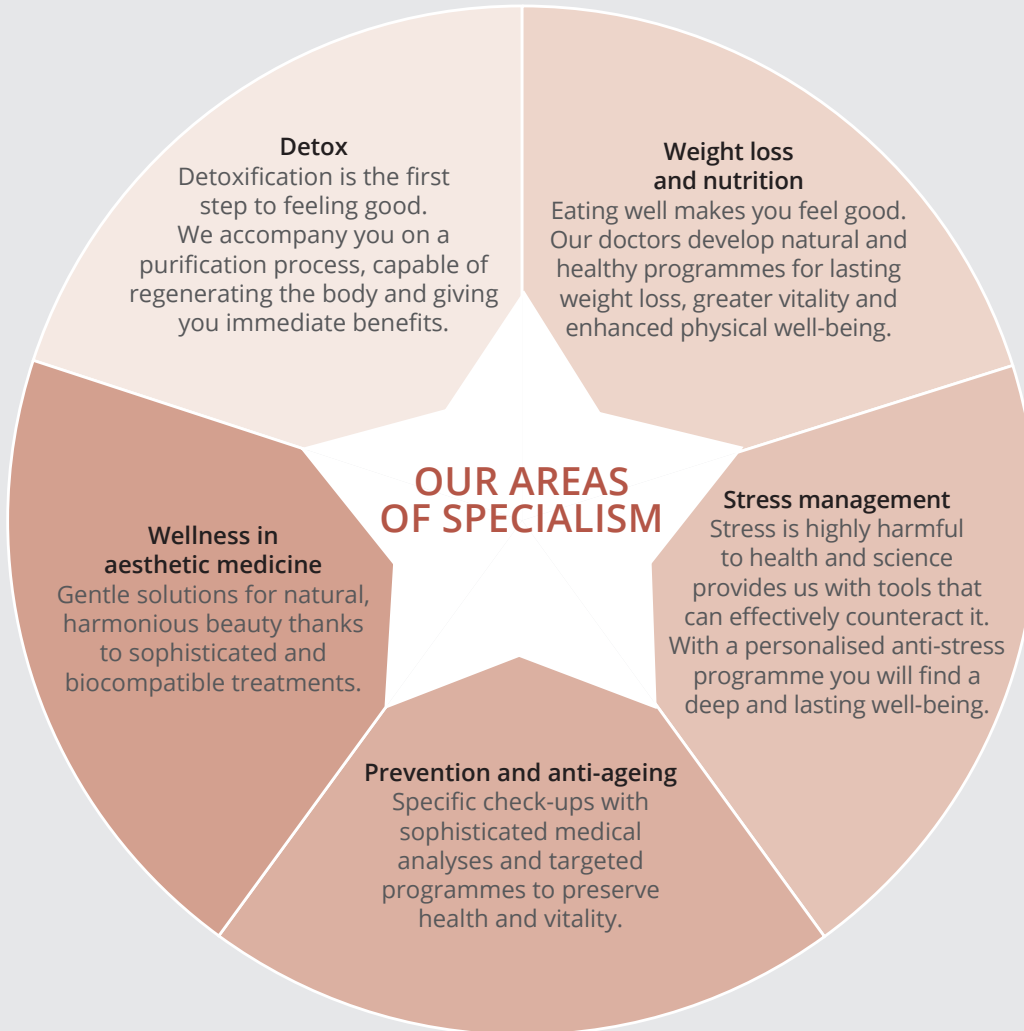 Detox
Detoxification is the first
step to feeling good.
We accompany you on a
purification process, capable of
regenerating the body and giving
you immediate benefits.
Weight loss
and nutrition
Eating well makes you feel good.
Our doctors develop natural and
healthy programmes for lasting
weight loss, greater vitality and
enhanced physical well-being.
OUR AREAS
OF SPECIALISM
Stress management
Stress is highly harmful
to health and science
provides us with tools that
can effectively counteract it.
With a personalised anti-stress
programme you will find a
deep and lasting well-being.
Wellness in
aesthetic medicine
Gentle solutions for natural,
harmonious beauty thanks
to sophisticated and
biocompatible treatments.
Prevention and anti-ageing
Specific check-ups with
sophisticated medical
analyses and targeted
programmes to preserve
health and vitality.